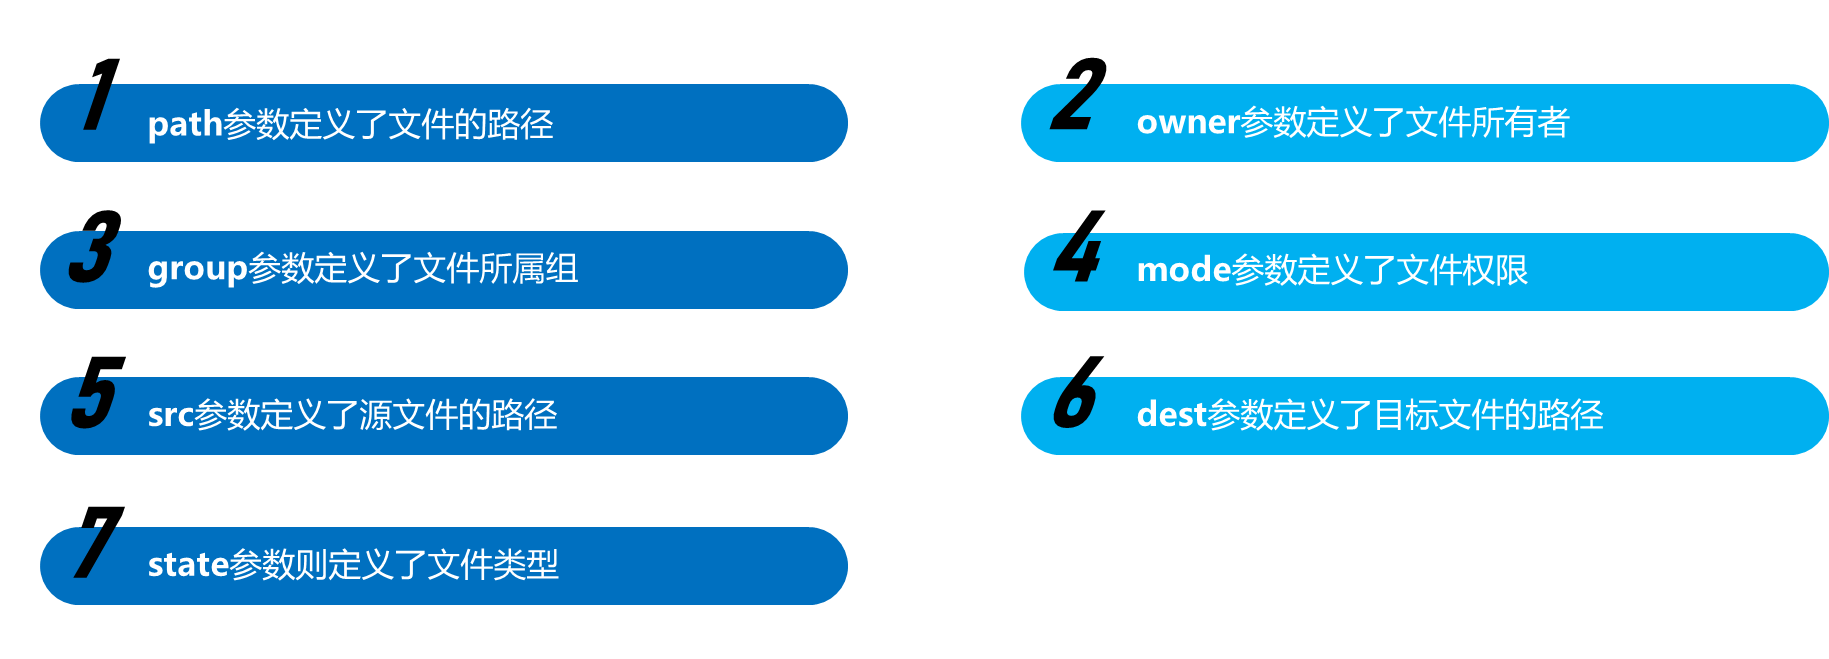 1 path参数定义了文件的路径
2 owner参数定义了文件所有者
3 group参数定义了文件所属组
4 mode参数定义了文件权限
5 src参数定义了源文件的路径
6 dest参数定义了目标文件的路径
7 state参数则定义了文件类型